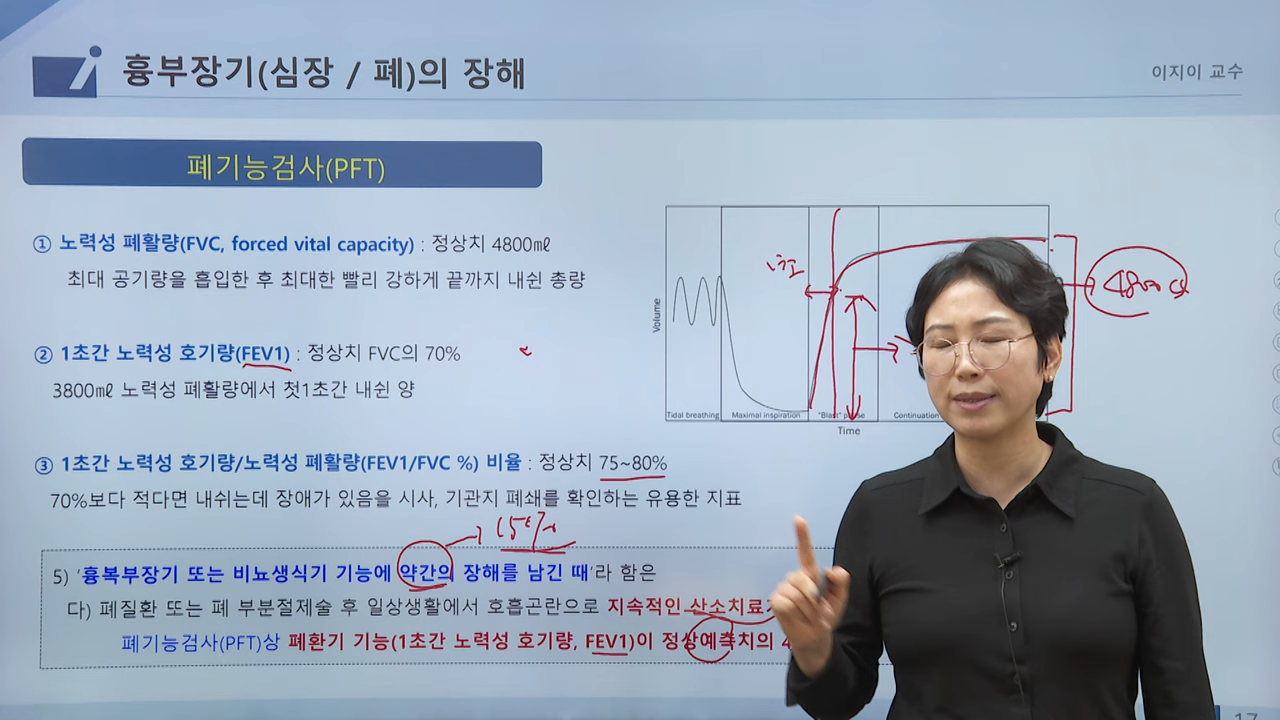 흉부장기(심장 / 폐)의 장해
이지이 교수
폐기능검사(PFT)
① 노력성 폐활량(FVC, forced vital capacity) : 정상치 4800㎖
최대 공기량을 흡입한 후 최대한 빨리 강하게 끝까지 내쉰 총량
② 1초간 노력성 호기량(FEV1) : 정상치 FVC의 70%
3800㎖ 노력성 폐활량에서 첫1초간 내쉰 양
③ 1초간 노력성 호기량/노력성 폐활량(FEV1/FVC %) 비율 : 정상치 75~80%
70%보다 적다면 내쉬는데 장애가 있음을 시사, 기관지 폐쇄를 확인하는 유용한 지표
15%
5) '흉복부장기 또는 비뇨생식기 기능에 약간의 장해를 남긴 때'라 함은
다) 폐질환 또는 폐 부분절제술 후 일상생활에서 호흡곤란으로 지속적인 산소치료
폐기능검사(PFT)상 폐환기 기능(1초간 노력성 호기량, FEV1)이 정상예측치의
Volume
1초
4800
Tidal breathing
Maximal inspiration
"Blast"
Continuation
Time
17